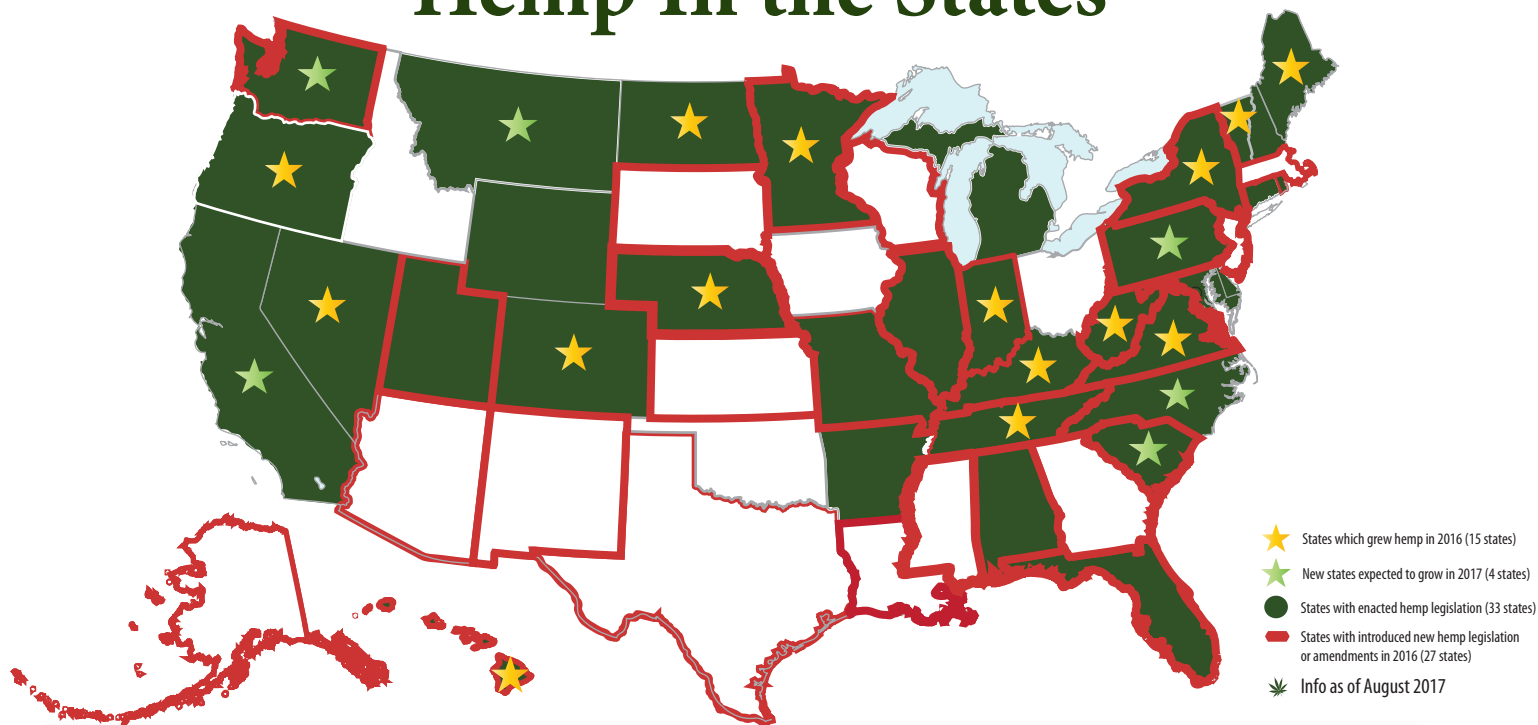 Hemp In the States
States which grew hemp in 2016 (15 states)
New states expected to grow in 2017 (4 states)
States with enacted hemp legislation (33 states)
States with introduced new hemp legislation
or amendments in 2016 (27 states)
Info as of August 2017